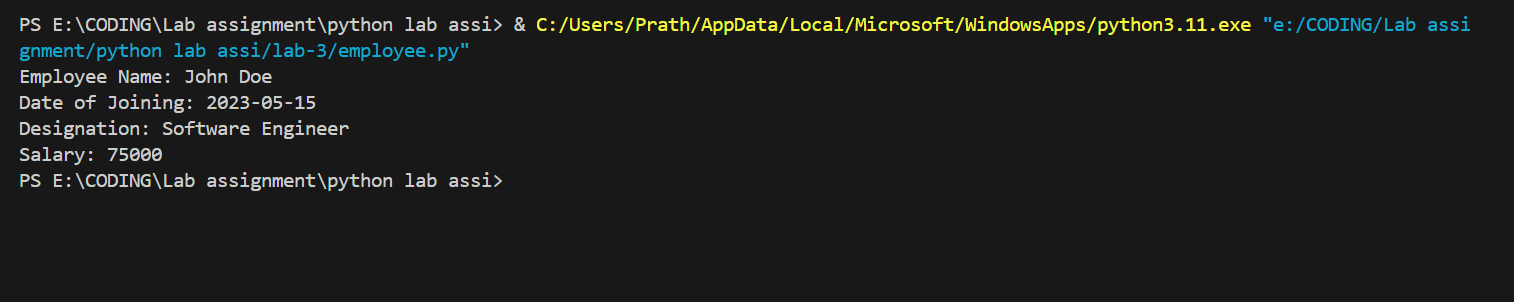 PS E:\CODING\Lab assignment\python lab assi> & C:/Users/Prath/AppData/Local/Microsoft/WindowsApps/python3.11.exe "e:/CODING/Lab assi
gnment/python lab assi/lab-3/employee.py"
Employee Name: John Doe
Date of Joining: 2023-05-15
Designation: Software Engineer
Salary: 75000
PS E:\CODING\Lab assignment\python lab assi>